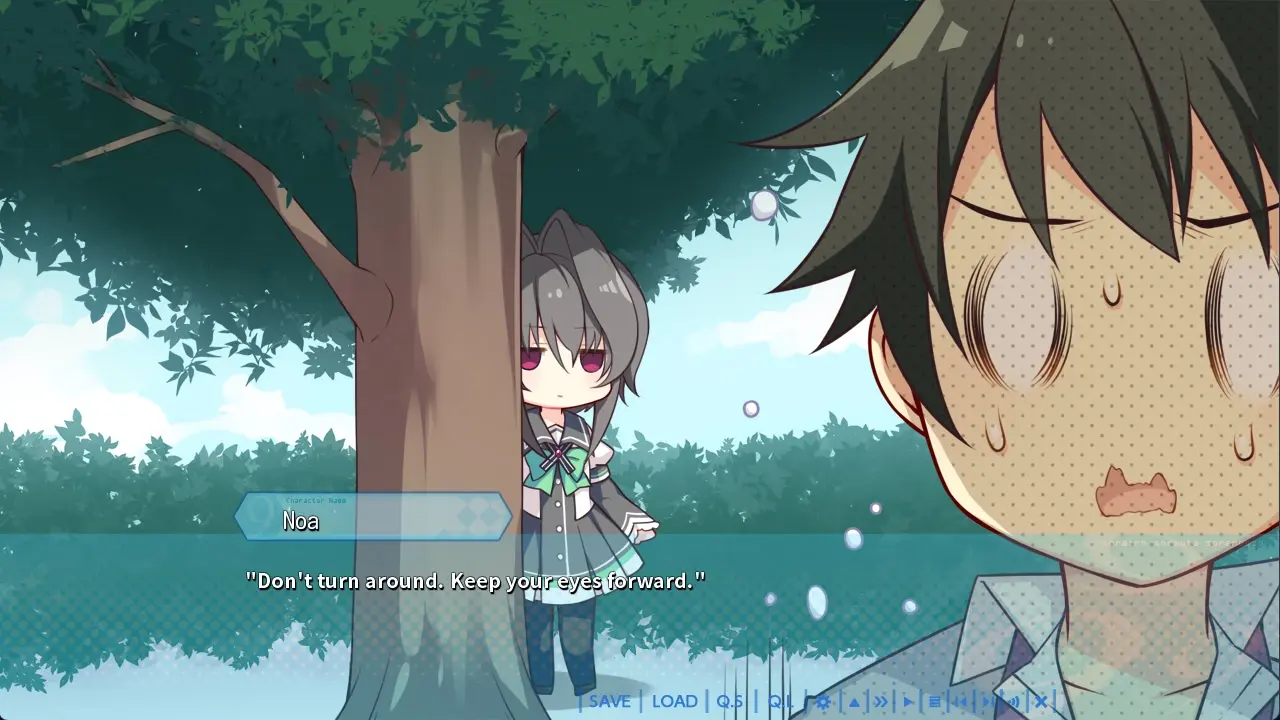 Character Name
Noa
"Don't turn around. Keep your eyes forward."
SAVE LOAD Q.S Q.L